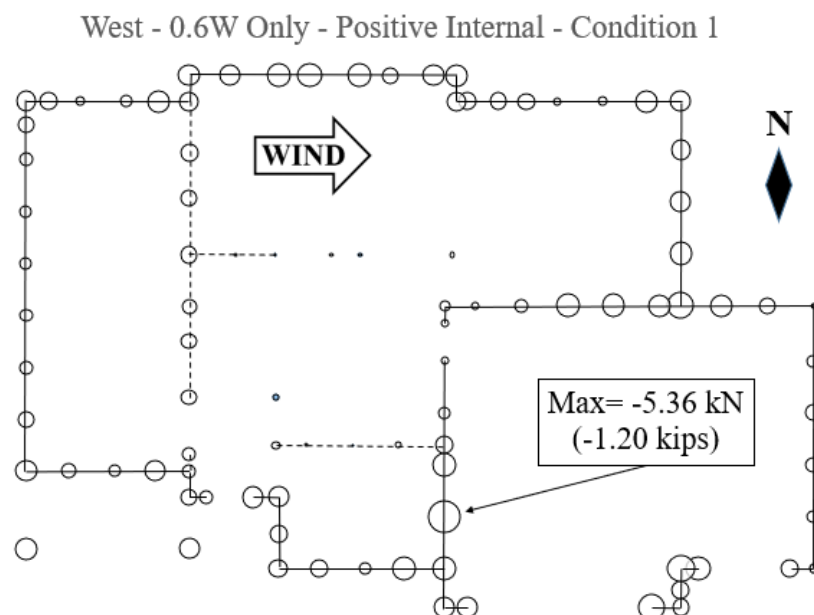 West - 0.6W Only - Positive Internal - Condition 1
WIND
N
Max= -5.36 kN
(-1.20 kips)